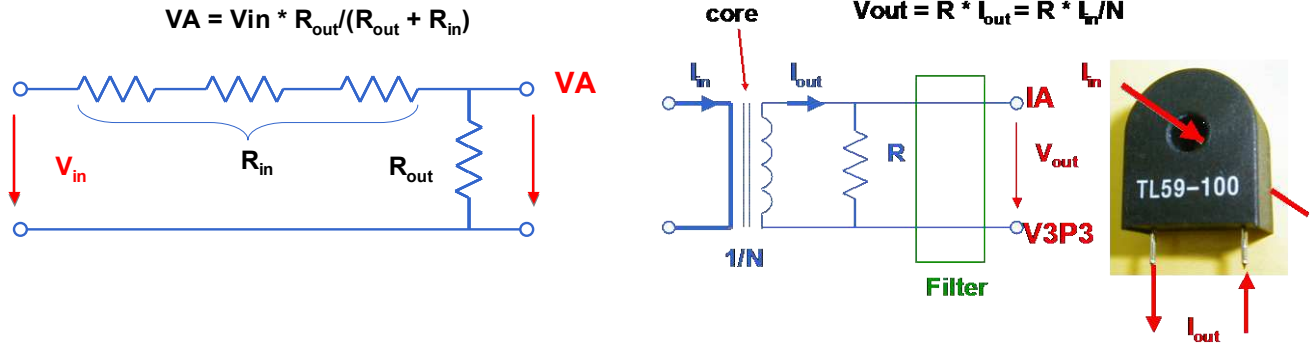 VA = Vin * Rout/(Rout + Rin)
VA
Vin
Rin
Rout
core
Vout = R * Iout = R * Iin/N
Iin
Iout
R
1/N
Filter
IA
Vout
V3P3
Iin
TL59-100
Iout